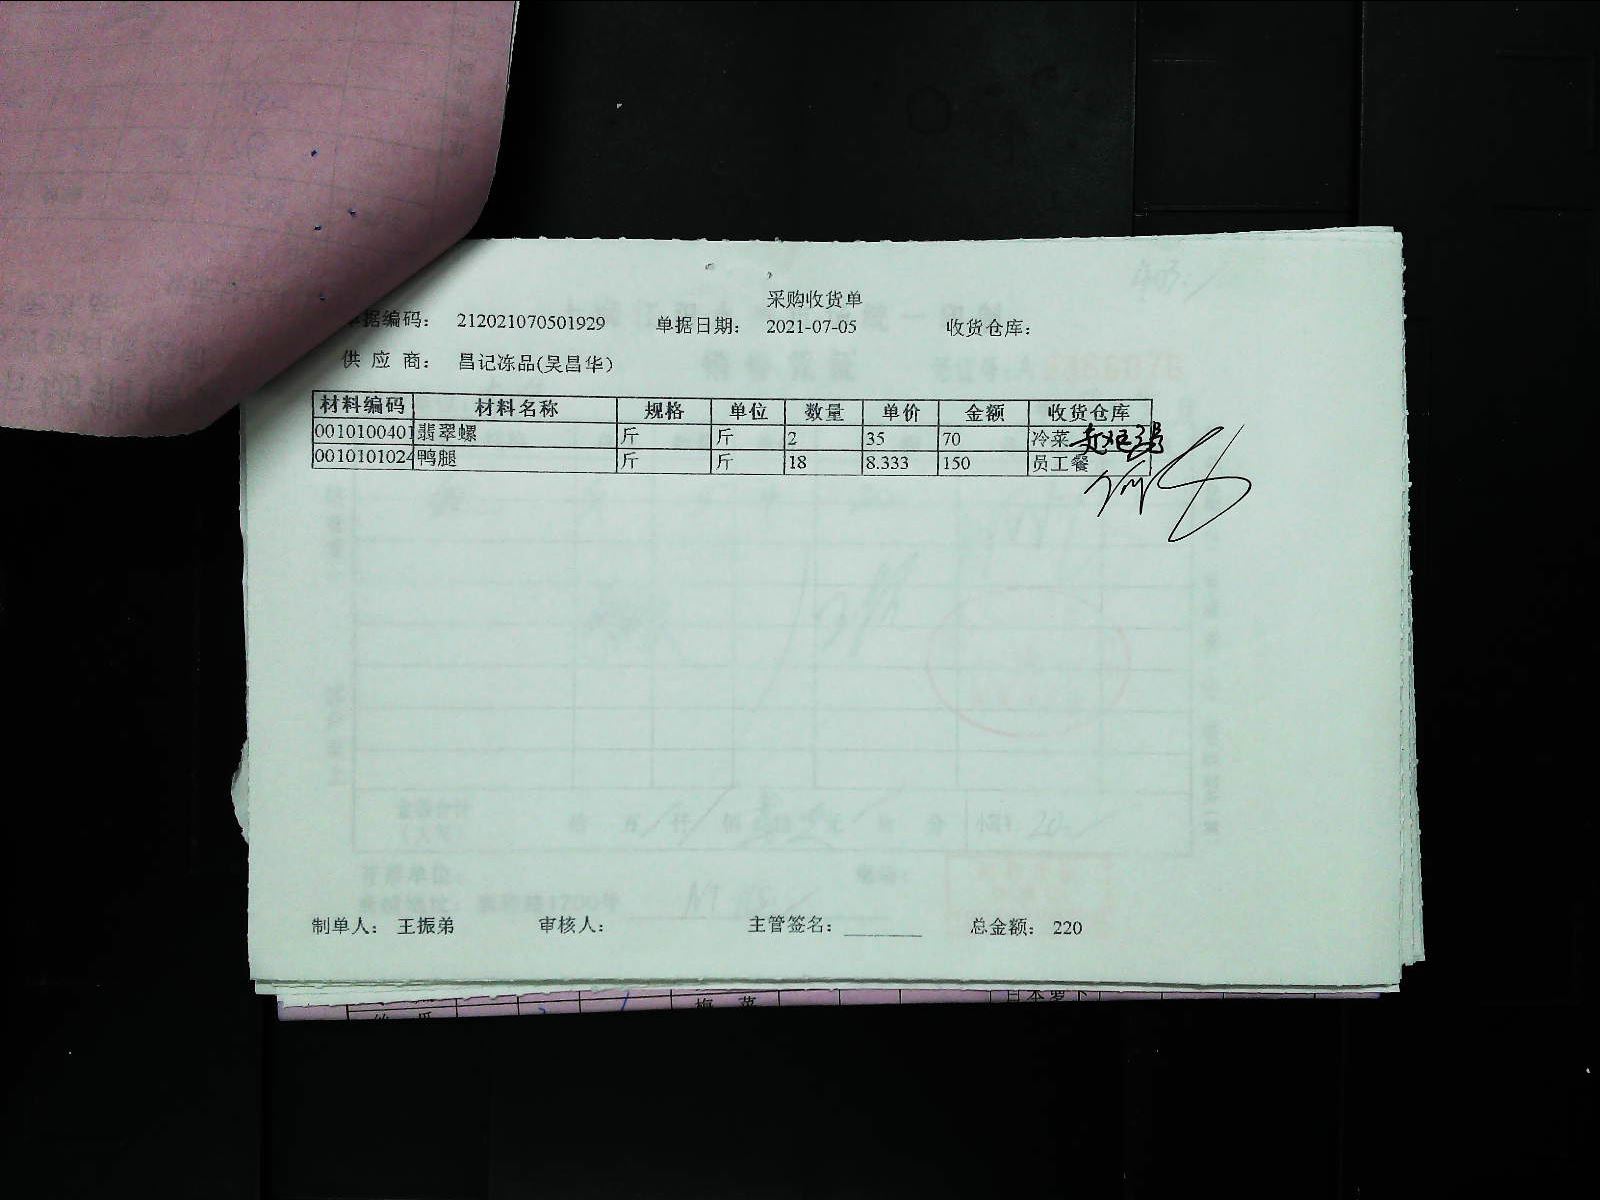 采购收货单
单据编码： 212021070501929 单据日期： 2021-07-05 收货仓库：
供 应 商： 昌记冻品(吴昌华)
材料编码 材料名称 规格 单位 数量 单价 金额 收货仓库
0010100401 翡翠螺 斤 斤 2 35 70 冷菜
0010101024 鸭腿 斤 斤 18 8.333 150 员工餐
制单人： 王振弟 审核人： 主管签名： 总金额： 220